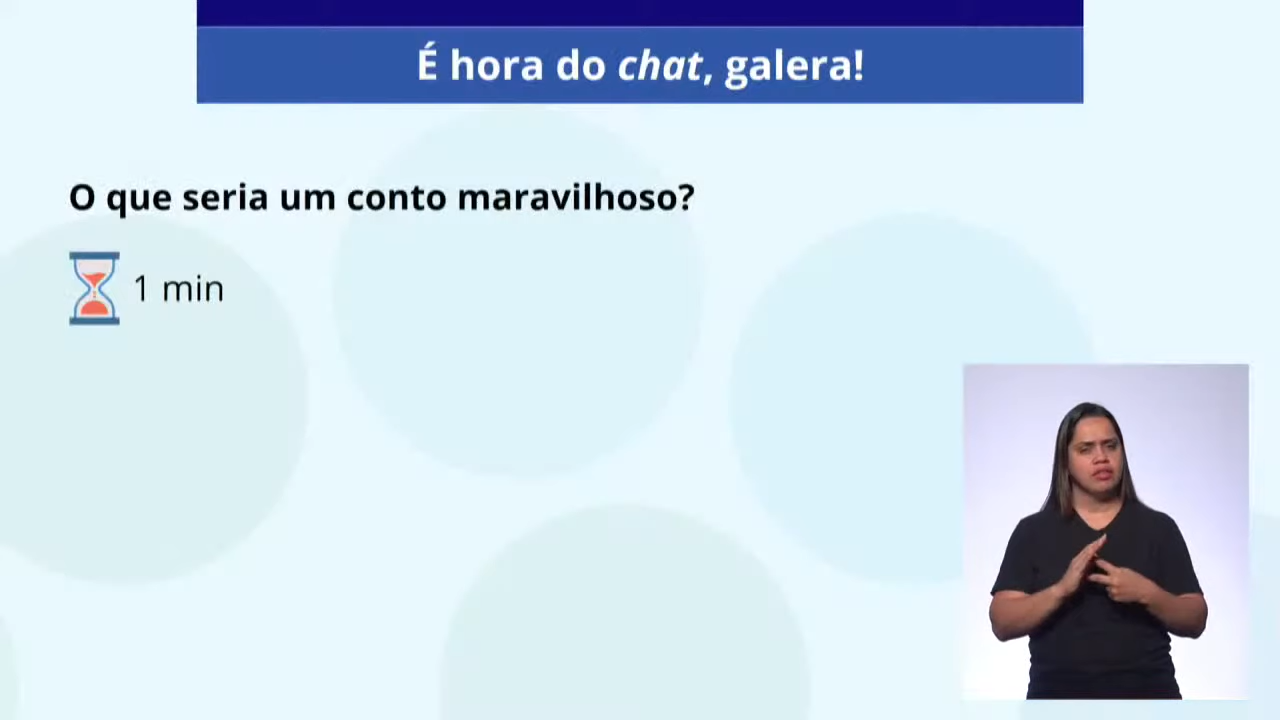 É hora do chat, galera!
O que seria um conto maravilhoso?
1 min